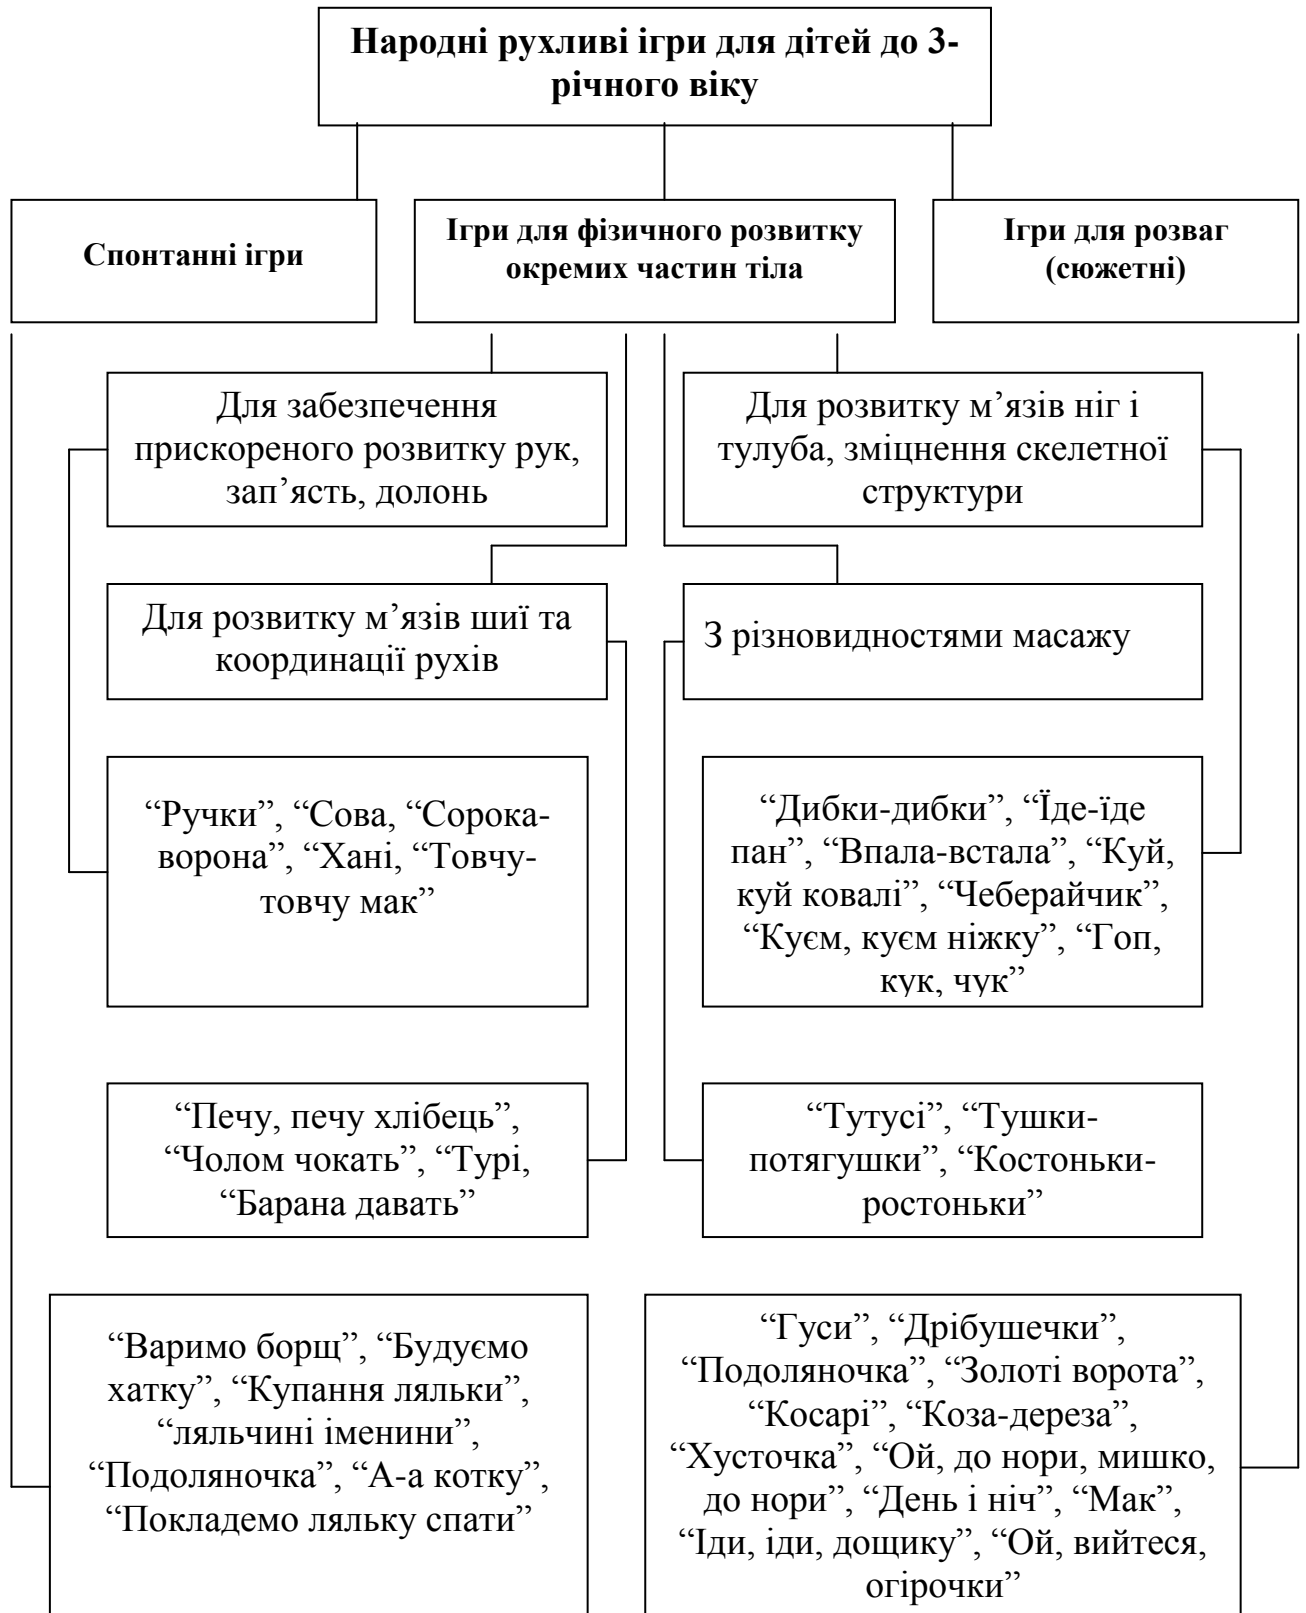 Народні рухливі ігри для дітей до 3-
річного віку
Спонтанні ігри
Ігри для фізичного розвитку
окремих частин тіла
Ігри для розваг
(сюжетні)
Для забезпечення
прискореного розвитку рук,
зап’ясть, долонь
Для розвитку м’язів ніг і
тулуба, зміцнення скелетної
структури
Для розвитку м’язів шиї та
координації рухів
З різновидностями масажу
“Ручки”, “Сова, “Сорока-
ворона”, “Хані, “Товчу-
товчу мак”
“Дибки-дибки”, “Їде-їде
пан”, “Впала-встала”, “Куй,
куй ковалі”, “Чеберайчик”,
“Куєм, куєм ніжку”, “Гоп,
кук, чук”
“Печу, печу хлібець”,
“Чолом чокать”, “Турі,
“Барана давать”
“Тутусі”, “Тушки-
потягушки”, “Костоньки-
ростоньки”
“Варимо борщ”, “Будуємо
хатку”, “Купання ляльки”,
“ляльчині іменини”,
“Подоляночка”, “А-а котку”,
“Покладемо ляльку спати”
“Гуси”, “Дрібушечки”,
“Подоляночка”, “Золоті ворота”,
“Косарі”, “Коза-дереза”,
“Хусточка”, “Ой, до нори, мишко,
до нори”, “День і ніч”, “Мак”,
“Іди, іди, дощику”, “Ой, вийтеся,
огірочки”